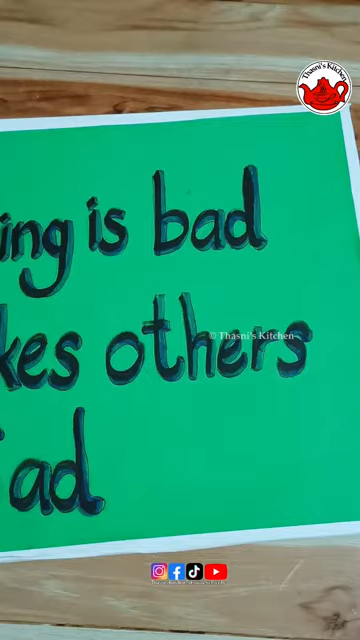 Thasni's Kitchen
ing is bad
kes others
ad
© Thasni's Kitchen